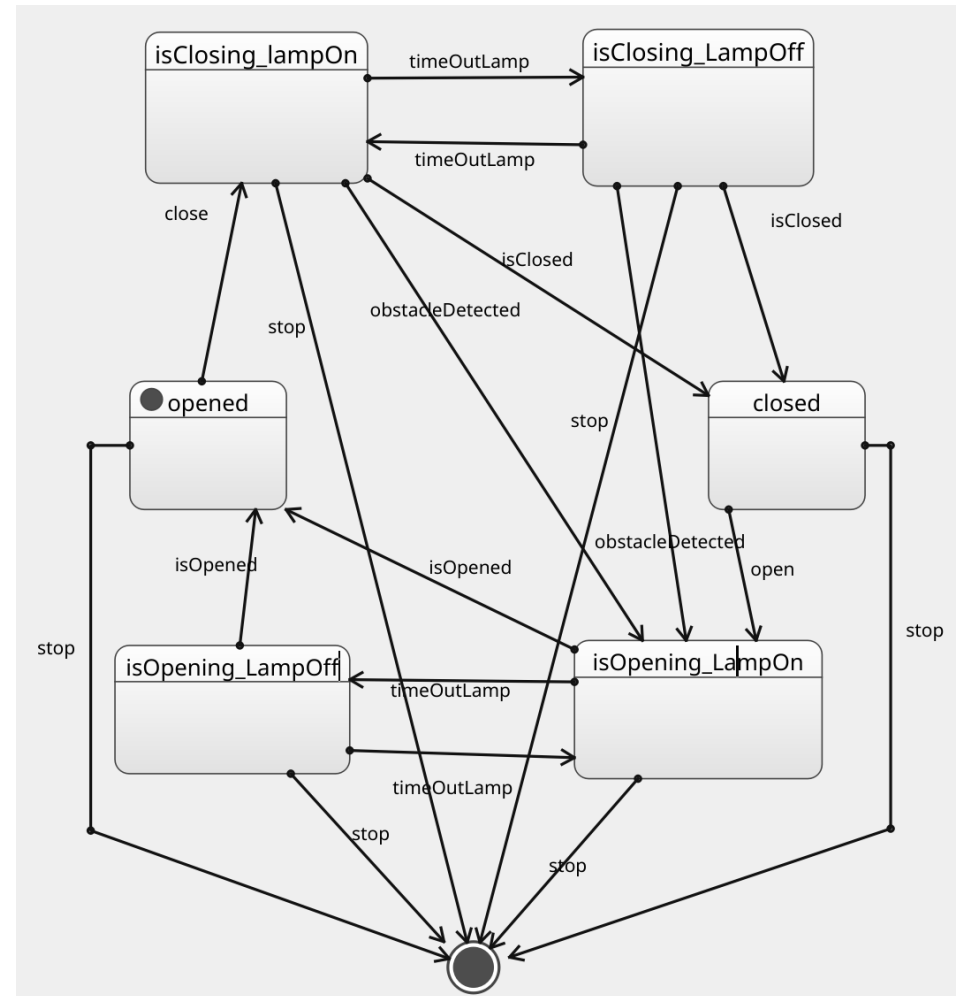 isClosing_lampOn
isClosing_LampOff
timeOutLamp
timeOutLamp
close
isClosed
isClosed
obstacleDetected
stop
opened
closed
stop
obstacleDetected
isOpened
isOpened
open
stop
stop
isOpening_LampOff
isOpening_LampOn
timeOutLamp
timeOutLamp
stop
stop